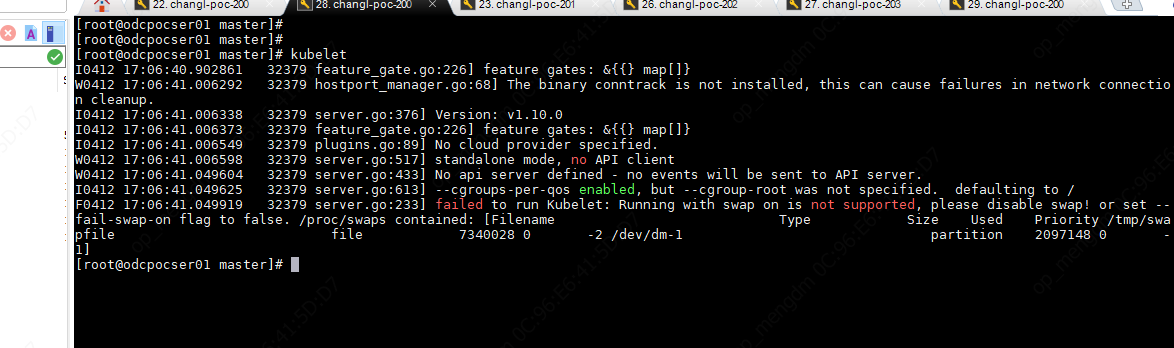 22. changl-poc-200
28. changl-poc-200
23. changl-poc-201
26. changl-poc-202
27. changl-poc-203
29. changl-poc-200
[root@odcpocser01 master]#
[root@odcpocser01 master]#
[root@odcpocser01 master]# kubelet
I0412 17:06:40.902861   32379 feature_gate.go:226] feature gates: &{{} map[]}
W0412 17:06:41.006292   32379 hostport_manager.go:68] The binary conntrack is not installed, this can cause failures in network connectio
n cleanup.
I0412 17:06:41.006338   32379 server.go:376] Version: v1.10.0
I0412 17:06:41.006373   32379 feature_gate.go:226] feature gates: &{{} map[]}
I0412 17:06:41.006549   32379 plugins.go:89] No cloud provider specified.
W0412 17:06:41.006598   32379 server.go:517] standalone mode, no API client
W0412 17:06:41.049604   32379 server.go:433] No api server defined - no events will be sent to API server.
I0412 17:06:41.049625   32379 server.go:613] --cgroups-per-qos enabled, but --cgroup-root was not specified.  defaulting to /
F0412 17:06:41.049919   32379 server.go:233] failed to run Kubelet: Running with swap on is not supported, please disable swap! or set --
fail-swap-on flag to false. /proc/swaps contained: [Filename                                Type            Size    Used    Priority /tmp/swa
pfile                             file            7340028 0       -2 /dev/dm-1                               partition    2097148 0       -
1]
[root@odcpocser01 master]#